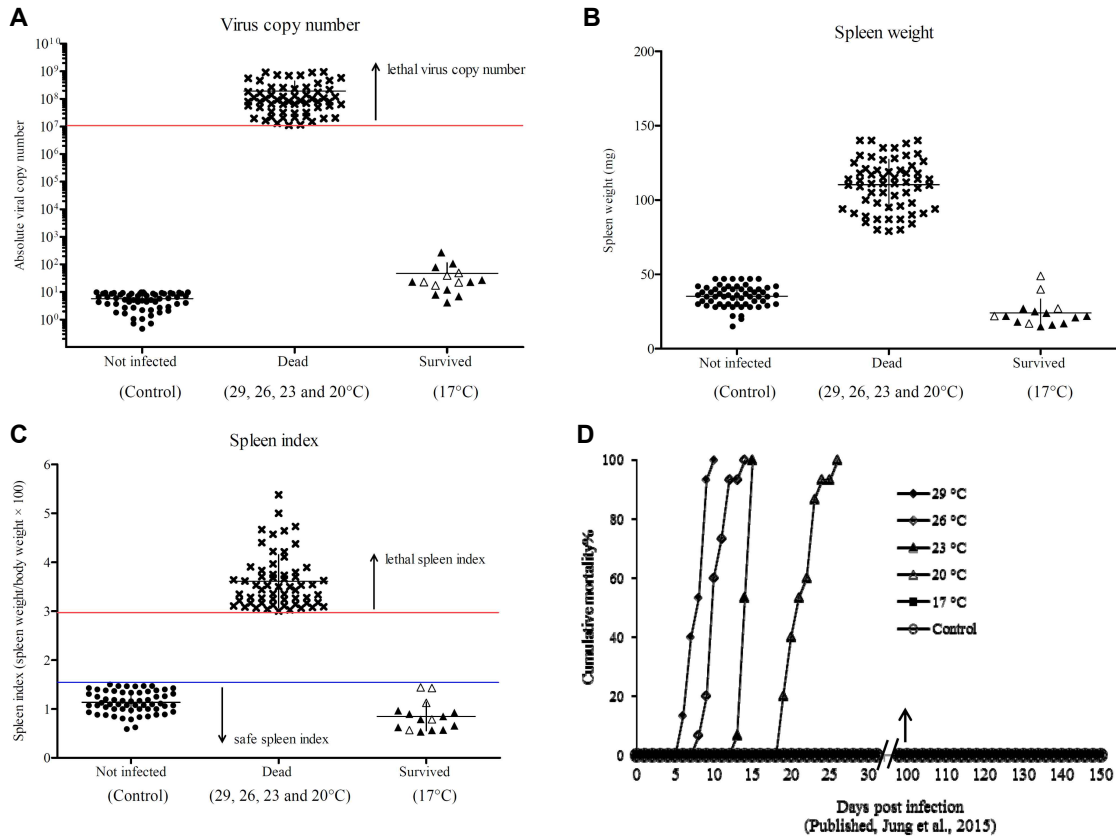 A
Virus copy number
Absolute viral copy number
10^10
10^9
10^8
10^7
10^6
10^5
10^4
10^3
10^2
10^1
10^0
lethal virus copy number
Not infected
Dead
Survived
(Control)
(29, 26, 23 and 20°C)
(17°C)
B
Spleen weight
Spleen weight (mg)
200
150
100
50
0
Not infected
Dead
Survived
(Control)
(29, 26, 23 and 20°C)
(17°C)
C
Spleen index
Spleen index (spleen weight/body weight × 100)
6
5
4
3
2
1
0
lethal spleen index
safe spleen index
Not infected
Dead
Survived
(Control)
(29, 26, 23 and 20°C)
(17°C)
D
Cumulative mortality%
100
80
60
40
20
0
29 °C
26 °C
23 °C
20 °C
17 °C
Control
0 5 10 15 20 25 30 100 110 120 130 140 150
Days post infection
(Published, Jung et al., 2015)